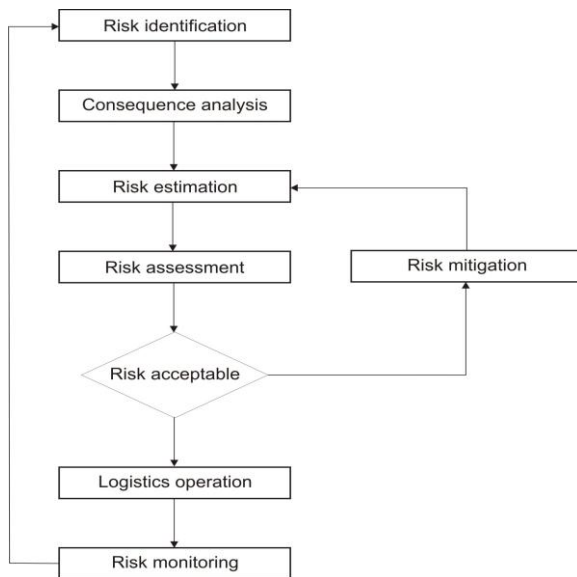 Risk identification
Consequence analysis
Risk estimation
Risk assessment
Risk mitigation
Risk acceptable
Logistics operation
Risk monitoring